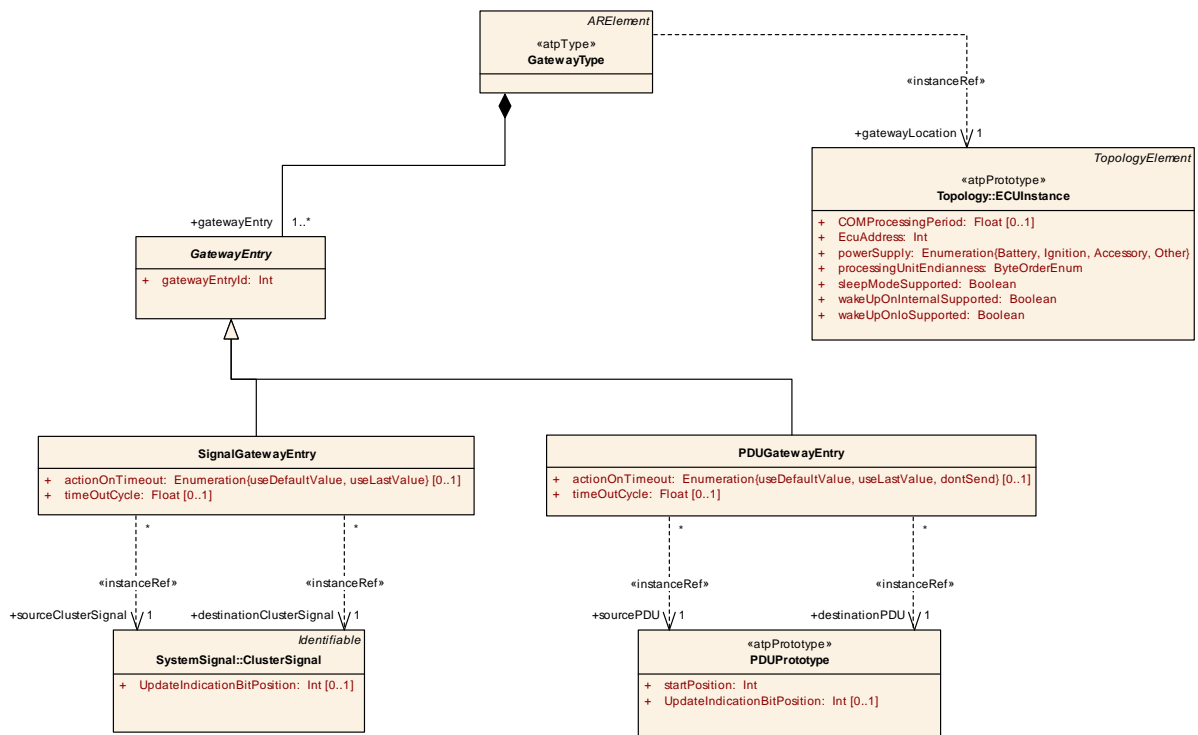 ARElement
«atpType»
GatewayType
«instanceRef»
+gatewayLocation 1
TopologyElement
«atpPrototype»
Topology::ECUInstance
+ COMProcessingPeriod: Float [0..1]
+ EcuAddress: Int
+ powerSupply: Enumeration{Battery, Ignition, Accessory, Other}
+ processingUnitEndianness: ByteOrderEnum
+ sleepModeSupported: Boolean
+ wakeUpOnInternalSupported: Boolean
+ wakeUpOnIoSupported: Boolean
+gatewayEntry 1..*
GatewayEntry
+ gatewayEntryId: Int
SignalGatewayEntry
+ actionOnTimeout: Enumeration{useDefaultValue, useLastValue} [0..1]
+ timeOutCycle: Float [0..1]
PDUGatewayEntry
+ actionOnTimeout: Enumeration{useDefaultValue, useLastValue, dontSend} [0..1]
+ timeOutCycle: Float [0..1]
* * * *
«instanceRef» «instanceRef» «instanceRef» «instanceRef»
+sourceClusterSignal 1 +destinationClusterSignal 1 +sourcePDU 1 +destinationPDU 1
Identifiable
SystemSignal::ClusterSignal
+ UpdateIndicationBitPosition: Int [0..1]
«atpPrototype»
PDUPrototype
+ startPosition: Int
+ UpdateIndicationBitPosition: Int [0..1]